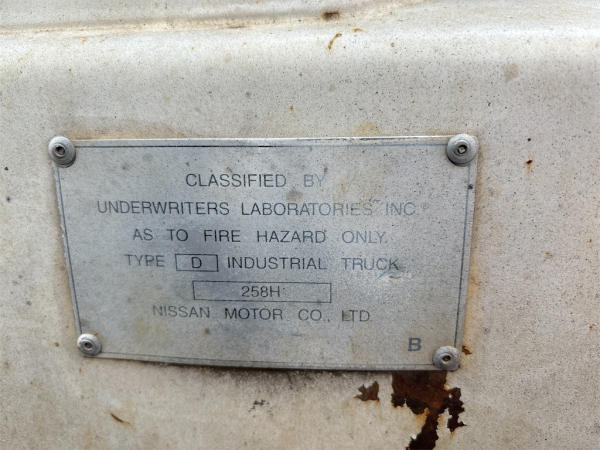 CLASSIFIED BY
UNDERWRITERS LABORATORIES INC.®
AS TO FIRE HAZARD ONLY.
TYPE D INDUSTRIAL TRUCK
258H
NISSAN MOTOR CO., LTD
B